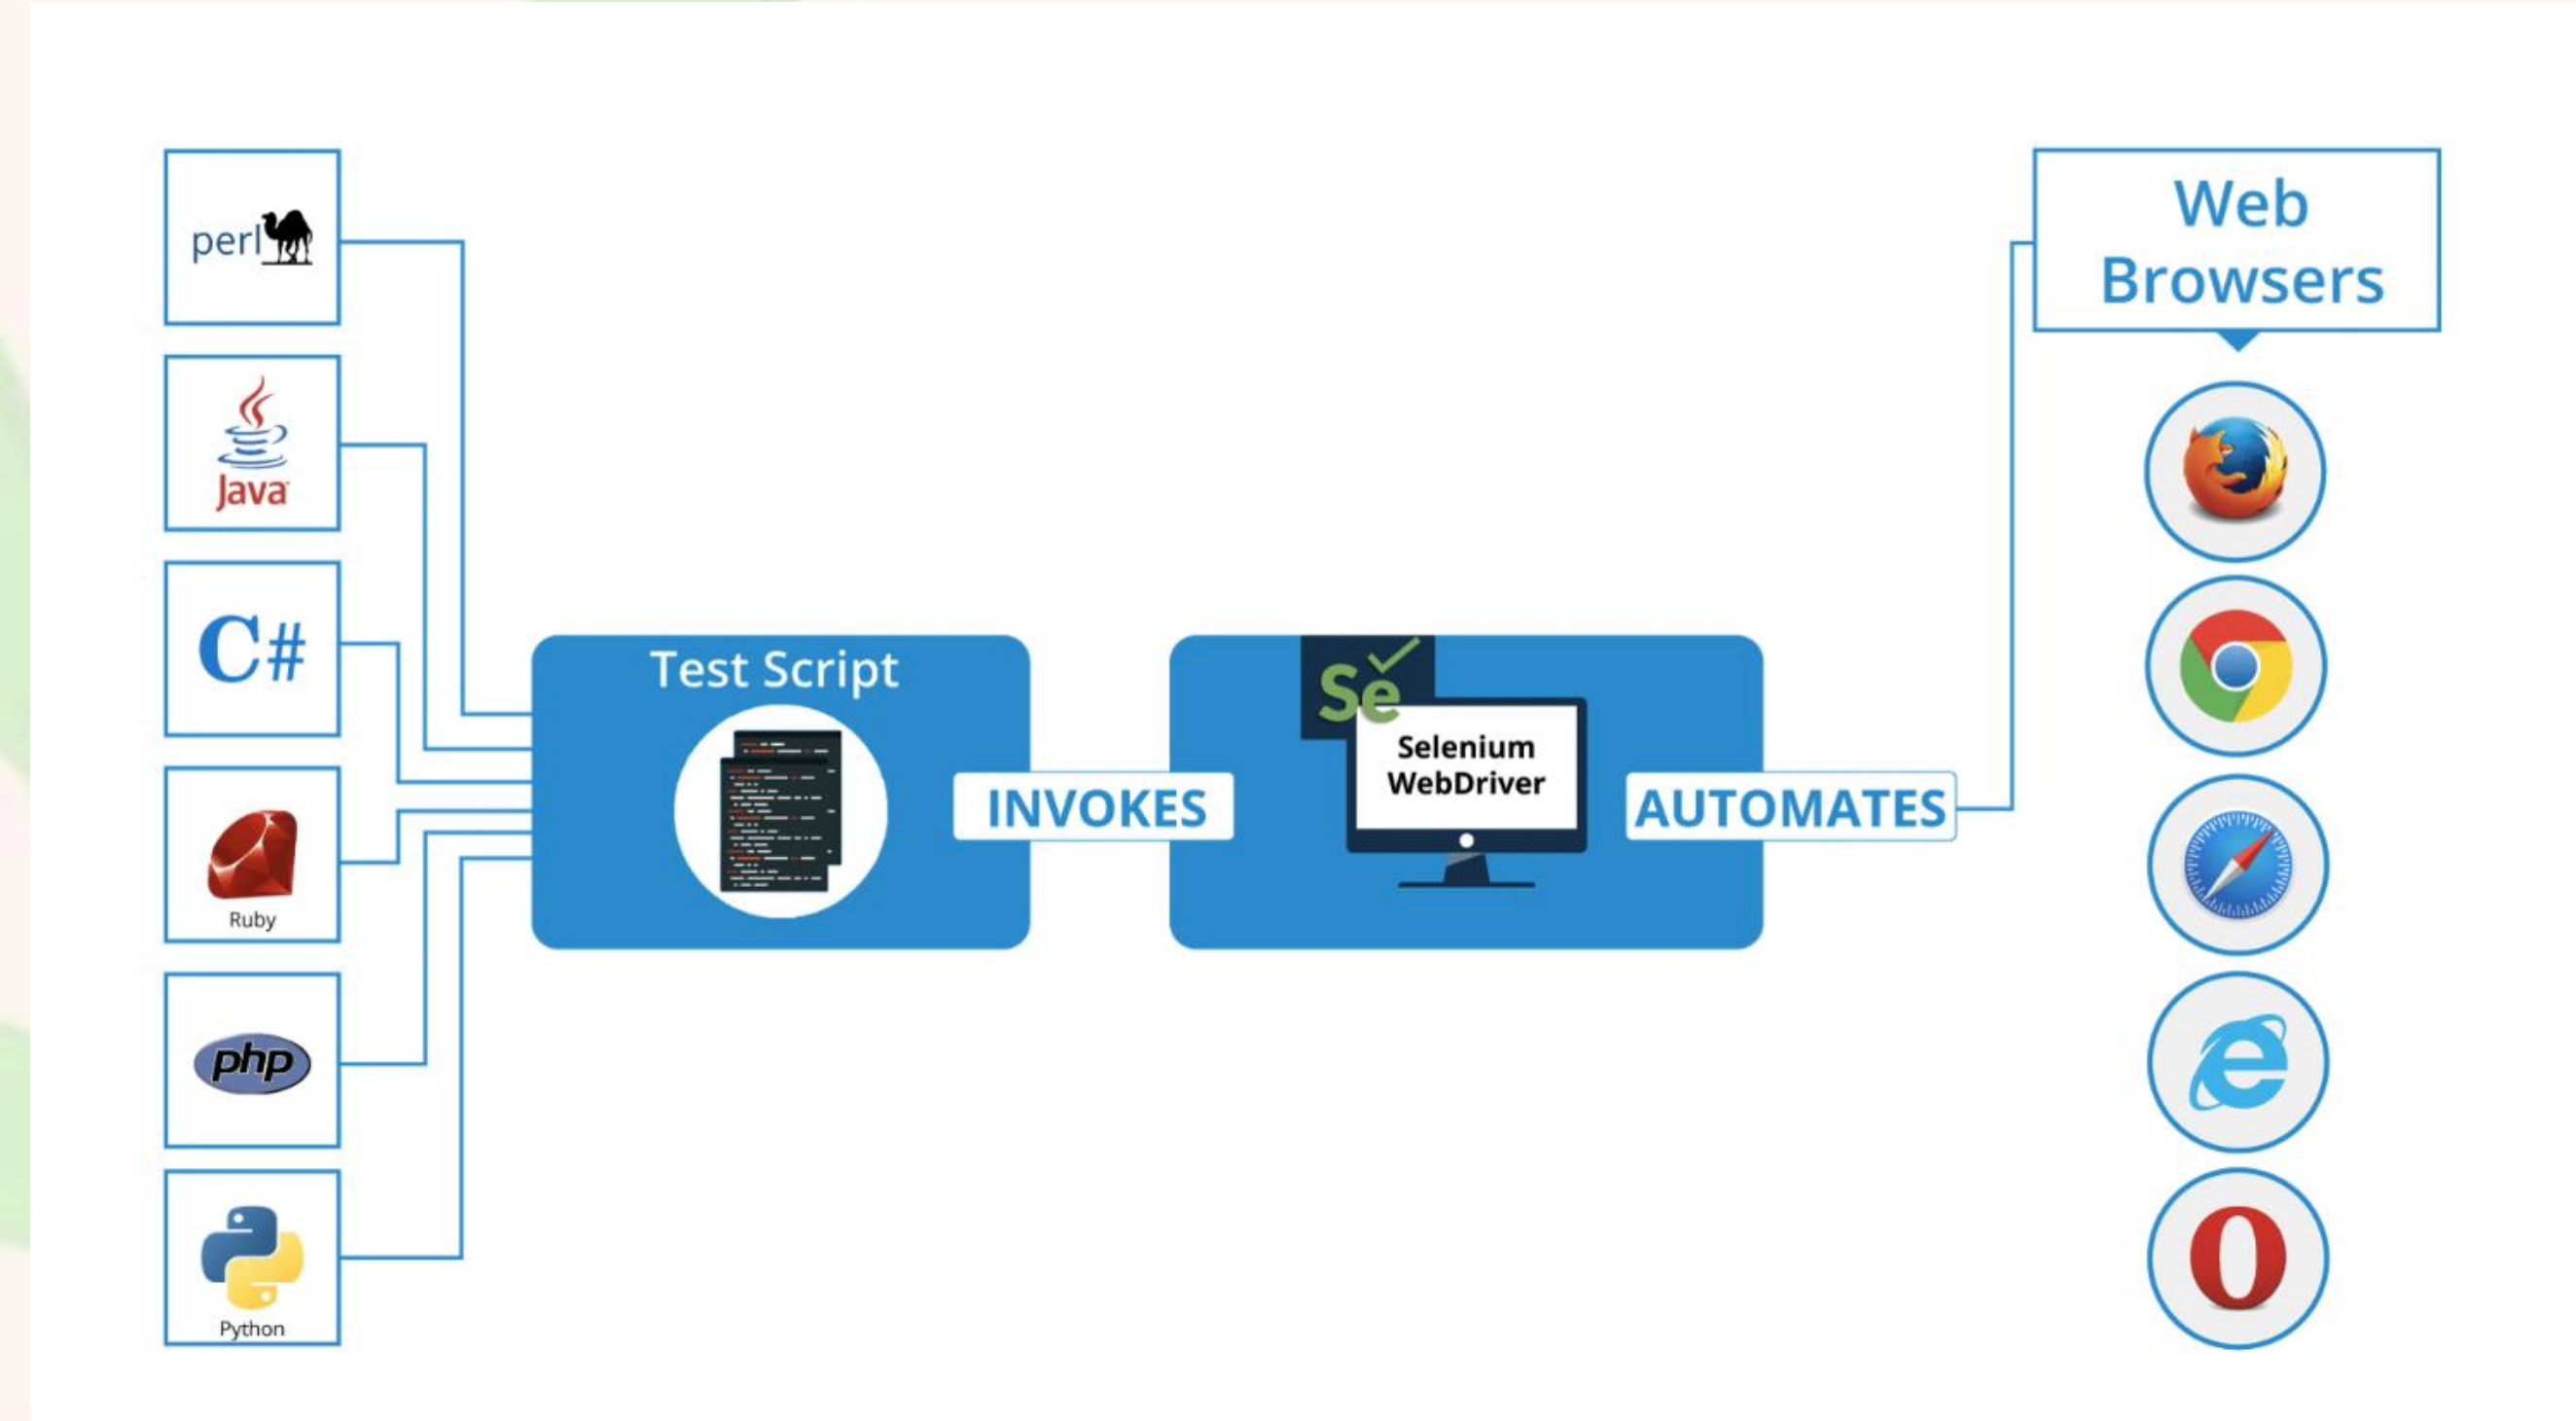 perl
Java
C#
Ruby
php
Python
Test Script
INVOKES
Se
Selenium
WebDriver
AUTOMATES
Web
Browsers